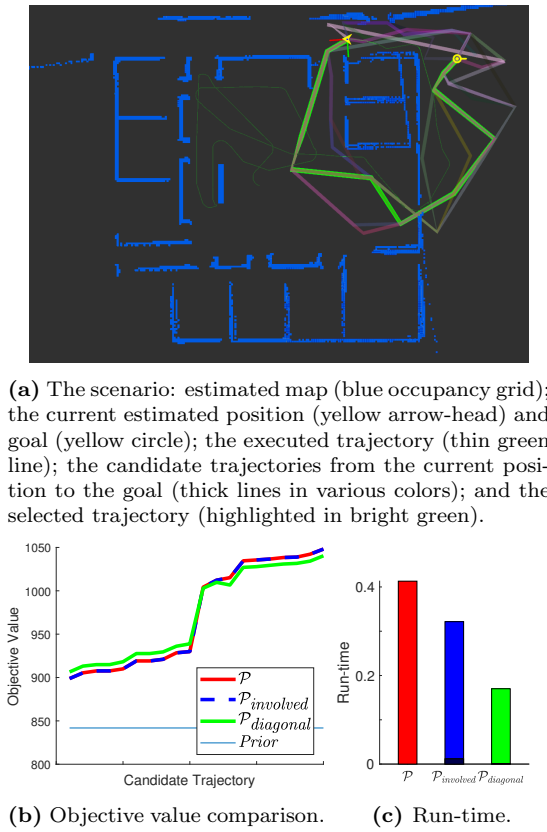 (a) The scenario: estimated map (blue occupancy grid);
the current estimated position (yellow arrow-head) and
goal (yellow circle); the executed trajectory (thin green
line); the candidate trajectories from the current posi-
tion to the goal (thick lines in various colors); and the
selected trajectory (highlighted in bright green).
1050
1000
950
900
850
800
Objective Value
Candidate Trajectory
𝒫
𝒫involved
𝒫diagonal
Prior
0.4
0.2
0
Run-time
𝒫 𝒫involved 𝒫diagonal
(b) Objective value comparison.
(c) Run-time.